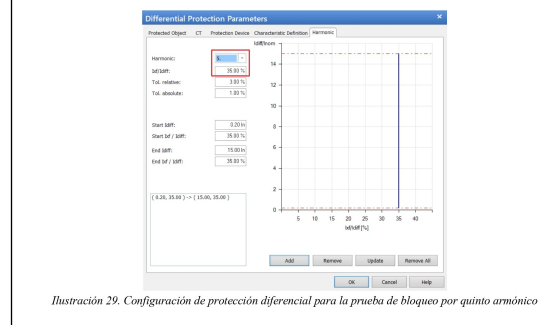 Differential Protection Parameters
Protected Object CT Protection Device Characteristic Definition Harmonic
Harmonic: 5.
Ixf/Idiff: 35.00 %
Tol. relative: 3.00 %
Tol. absolute: 1.00 %
Start Idiff: 0.20 In
Start Ixf / Idiff: 35.00 %
End Idiff: 15.00 In
End Ixf / Idiff: 35.00 %
( 0.20, 35.00 ) -> ( 15.00, 35.00 )
Idiff/Inom
14
12
10
8
6
4
2
5 10 15 20 25 30 35 40
Ixf/Idiff [%]
Add Remove Update Remove All
OK Cancel Help
Ilustración 29. Configuración de protección diferencial para la prueba de bloqueo por quinto armónico